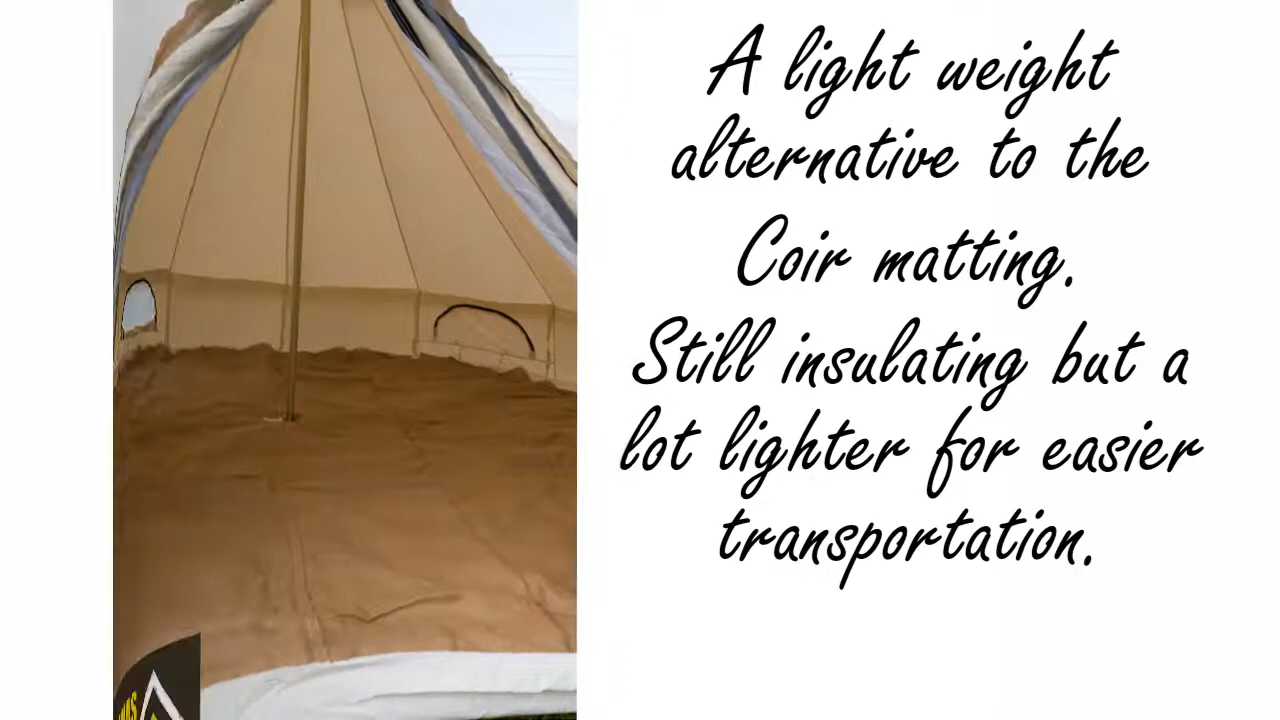 A light weight
alternative to the
Coir matting.
Still insulating but a
lot lighter for easier
transportation.